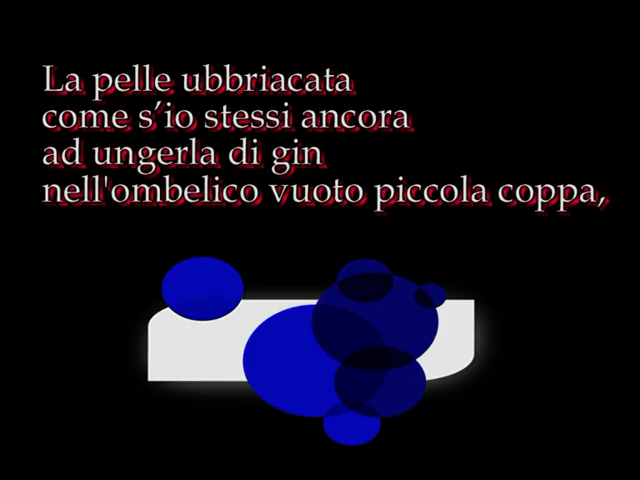 La pelle ubbriacata
come s’io stessi ancora
ad ungerla di gin
nell'ombelico vuoto piccola coppa,